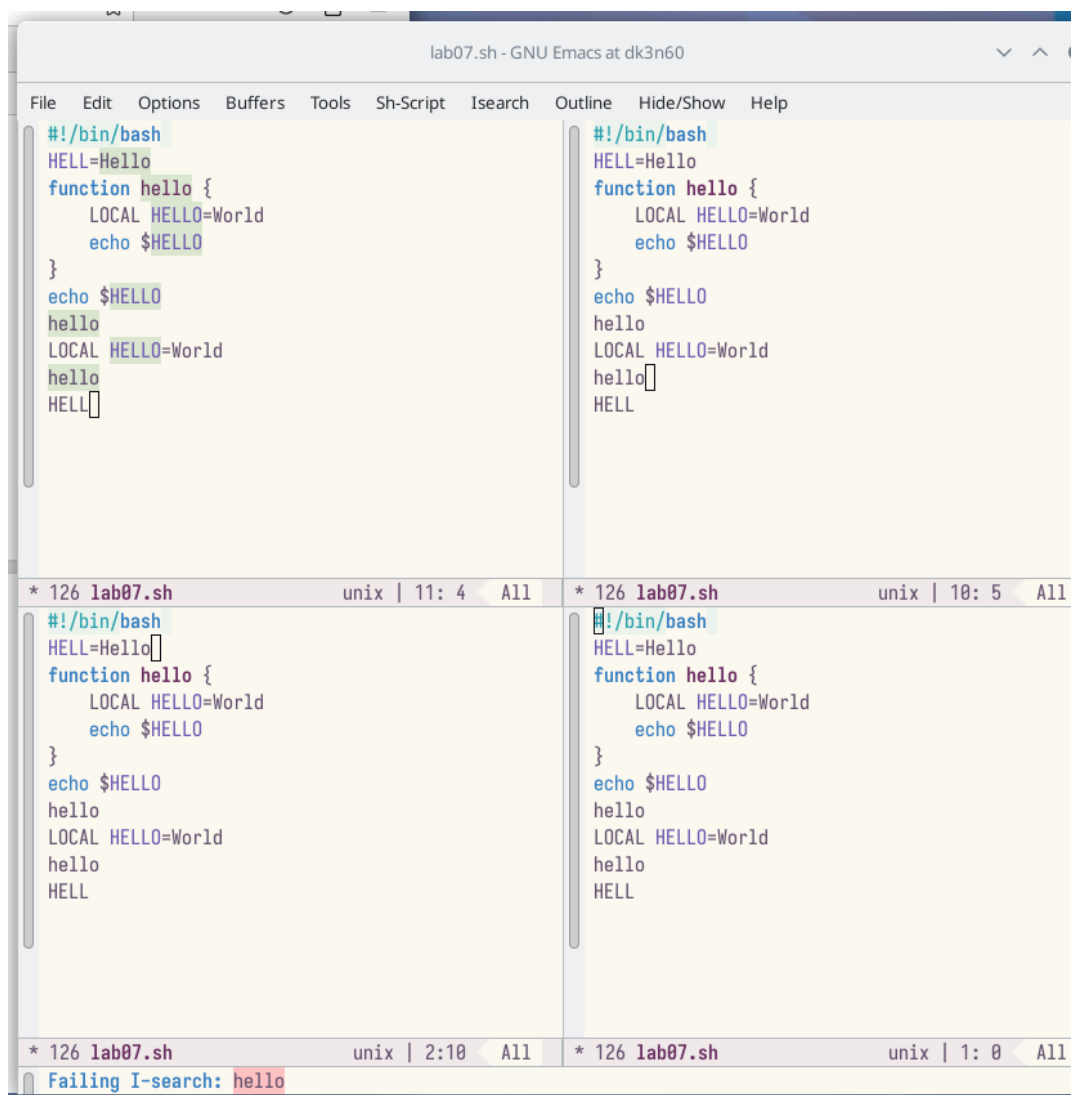 lab07.sh - GNU Emacs at dk3n60
File Edit Options Buffers Tools Sh-Script Isearch Outline Hide/Show Help
#!/bin/bash
HELL=Hello
function hello {
    LOCAL HELLO=World
    echo $HELLO
}
echo $HELLO
hello
LOCAL HELLO=World
hello
HELL
* 126 lab07.sh unix | 11: 4 All
#!/bin/bash
HELL=Hello
function hello {
    LOCAL HELLO=World
    echo $HELLO
}
echo $HELLO
hello
LOCAL HELLO=World
hello
HELL
* 126 lab07.sh unix | 10: 5 All
#!/bin/bash
HELL=Hello
function hello {
    LOCAL HELLO=World
    echo $HELLO
}
echo $HELLO
hello
LOCAL HELLO=World
hello
HELL
* 126 lab07.sh unix | 2:10 All
#!/bin/bash
HELL=Hello
function hello {
    LOCAL HELLO=World
    echo $HELLO
}
echo $HELLO
hello
LOCAL HELLO=World
hello
HELL
* 126 lab07.sh unix | 1: 0 All
Failing I-search: hello